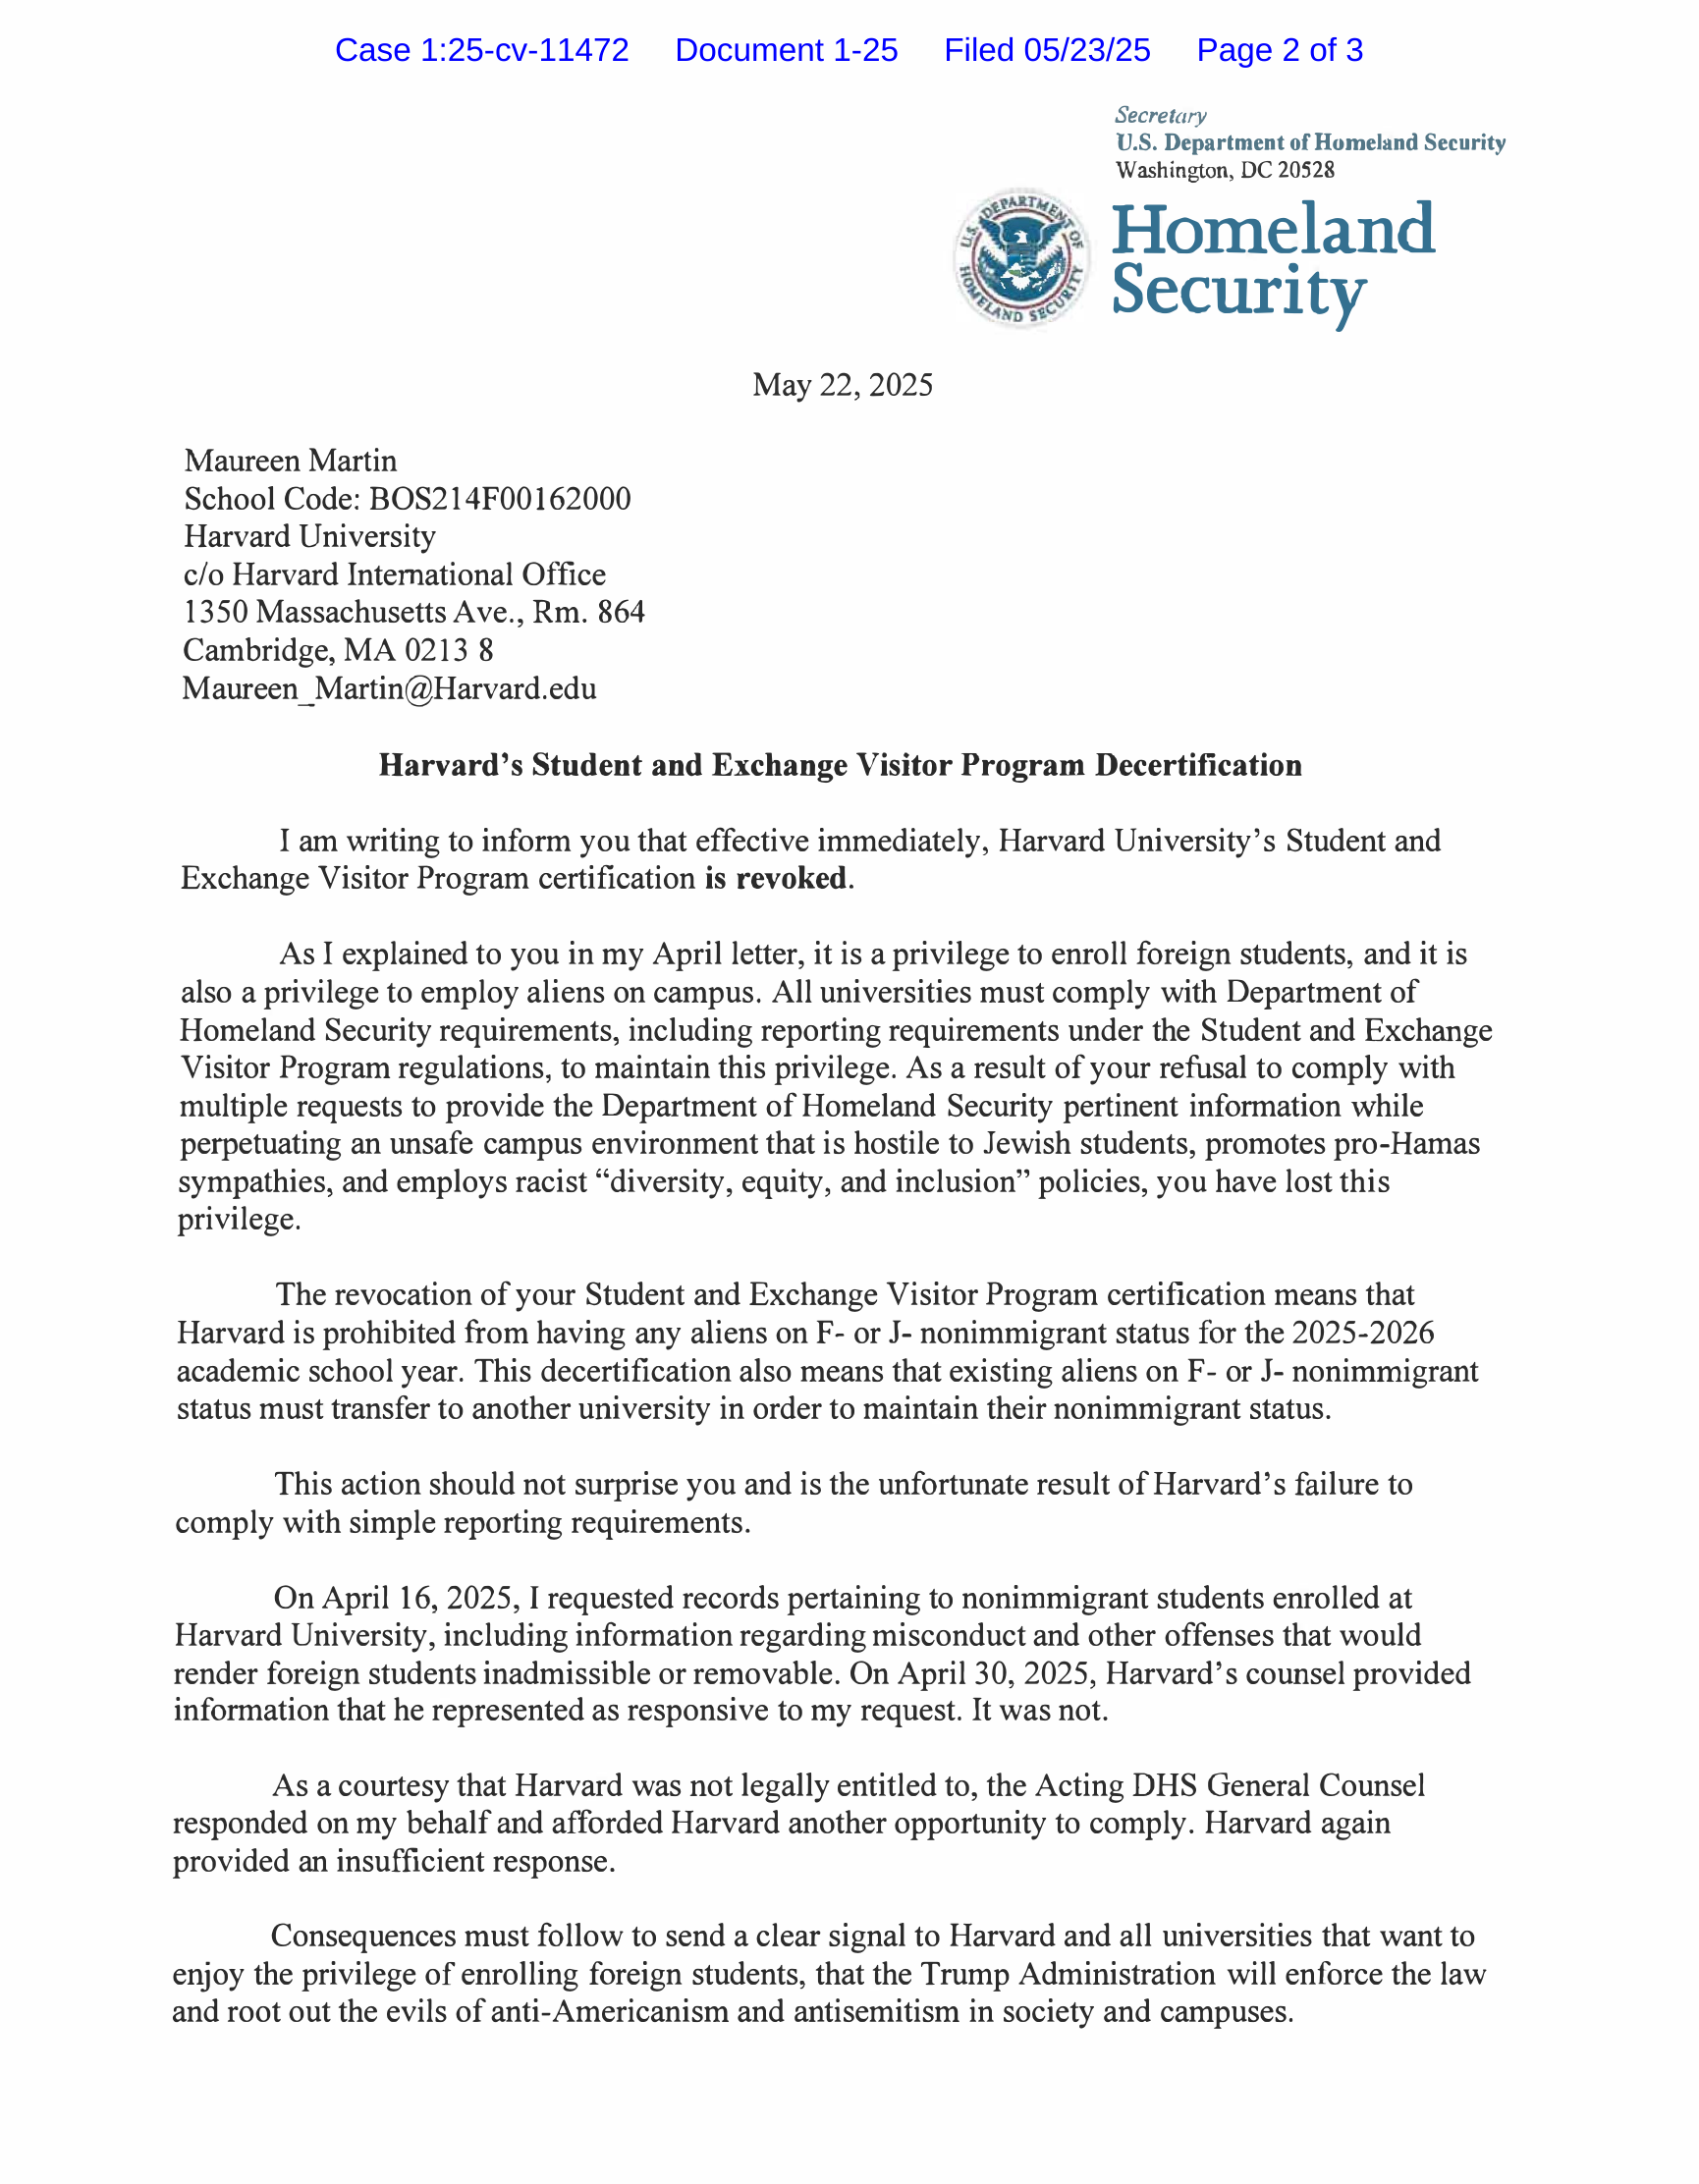 Case 1:25-cv-11472 Document 1-25 Filed 05/23/25 Page 2 of 3
Secretary
U.S. Department of Homeland Security
Washington, DC 20528
U.S. DEPARTMENT OF HOMELAND SECURITY
Homeland
Security
May 22, 2025
Maureen Martin
School Code: BOS214F00162000
Harvard University
c/o Harvard International Office
1350 Massachusetts Ave., Rm. 864
Cambridge, MA 0213 8
Maureen_Martin@Harvard.edu
Harvard's Student and Exchange Visitor Program Decertification
I am writing to inform you that effective immediately, Harvard University's Student and
Exchange Visitor Program certification is revoked.
As I explained to you in my April letter, it is a privilege to enroll foreign students, and it is
also a privilege to employ aliens on campus. All universities must comply with Department of
Homeland Security requirements, including reporting requirements under the Student and Exchange
Visitor Program regulations, to maintain this privilege. As a result of your refusal to comply with
multiple requests to provide the Department of Homeland Security pertinent information while
perpetuating an unsafe campus environment that is hostile to Jewish students, promotes pro-Hamas
sympathies, and employs racist “diversity, equity, and inclusion” policies, you have lost this
privilege.
The revocation of your Student and Exchange Visitor Program certification means that
Harvard is prohibited from having any aliens on F- or J- nonimmigrant status for the 2025-2026
academic school year. This decertification also means that existing aliens on F- or J- nonimmigrant
status must transfer to another university in order to maintain their nonimmigrant status.
This action should not surprise you and is the unfortunate result of Harvard's failure to
comply with simple reporting requirements.
On April 16, 2025, I requested records pertaining to nonimmigrant students enrolled at
Harvard University, including information regarding misconduct and other offenses that would
render foreign students inadmissible or removable. On April 30, 2025, Harvard's counsel provided
information that he represented as responsive to my request. It was not.
As a courtesy that Harvard was not legally entitled to, the Acting DHS General Counsel
responded on my behalf and afforded Harvard another opportunity to comply. Harvard again
provided an insufficient response.
Consequences must follow to send a clear signal to Harvard and all universities that want to
enjoy the privilege of enrolling foreign students, that the Trump Administration will enforce the law
and root out the evils of anti-Americanism and antisemitism in society and campuses.